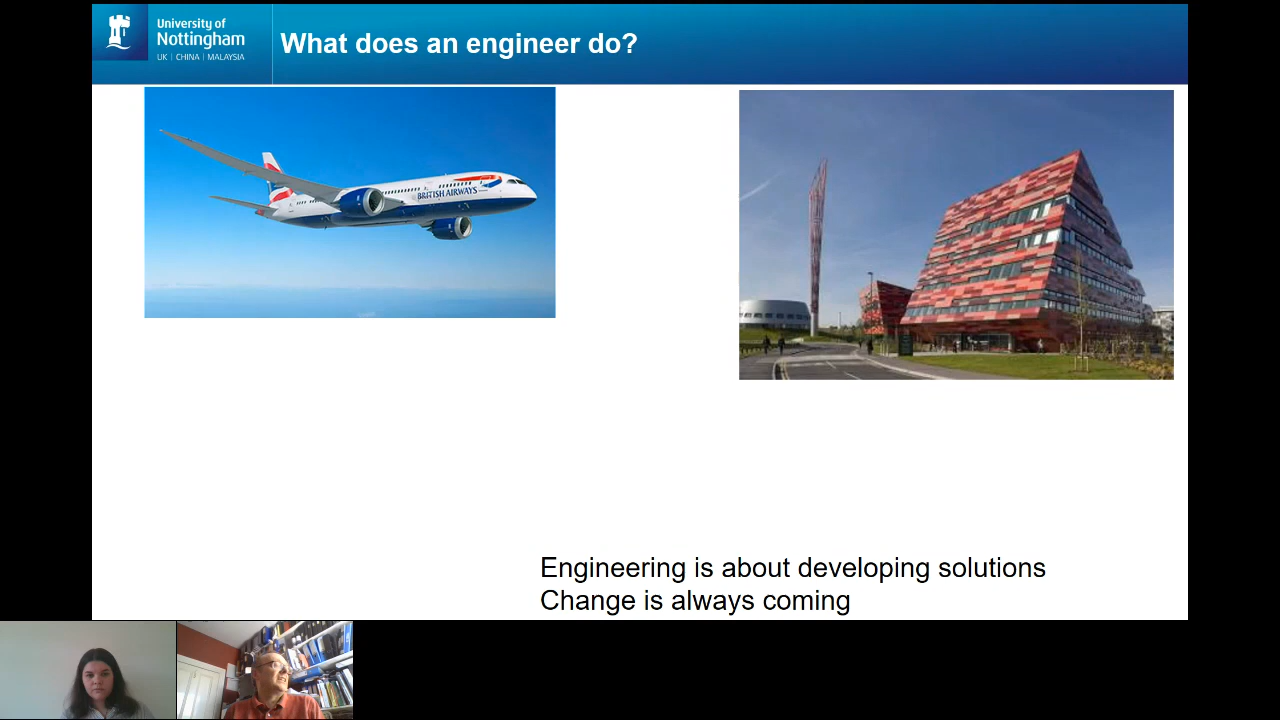 University of
Nottingham
UK | CHINA | MALAYSIA
What does an engineer do?
BRITISH AIRWAYS
Engineering is about developing solutions
Change is always coming